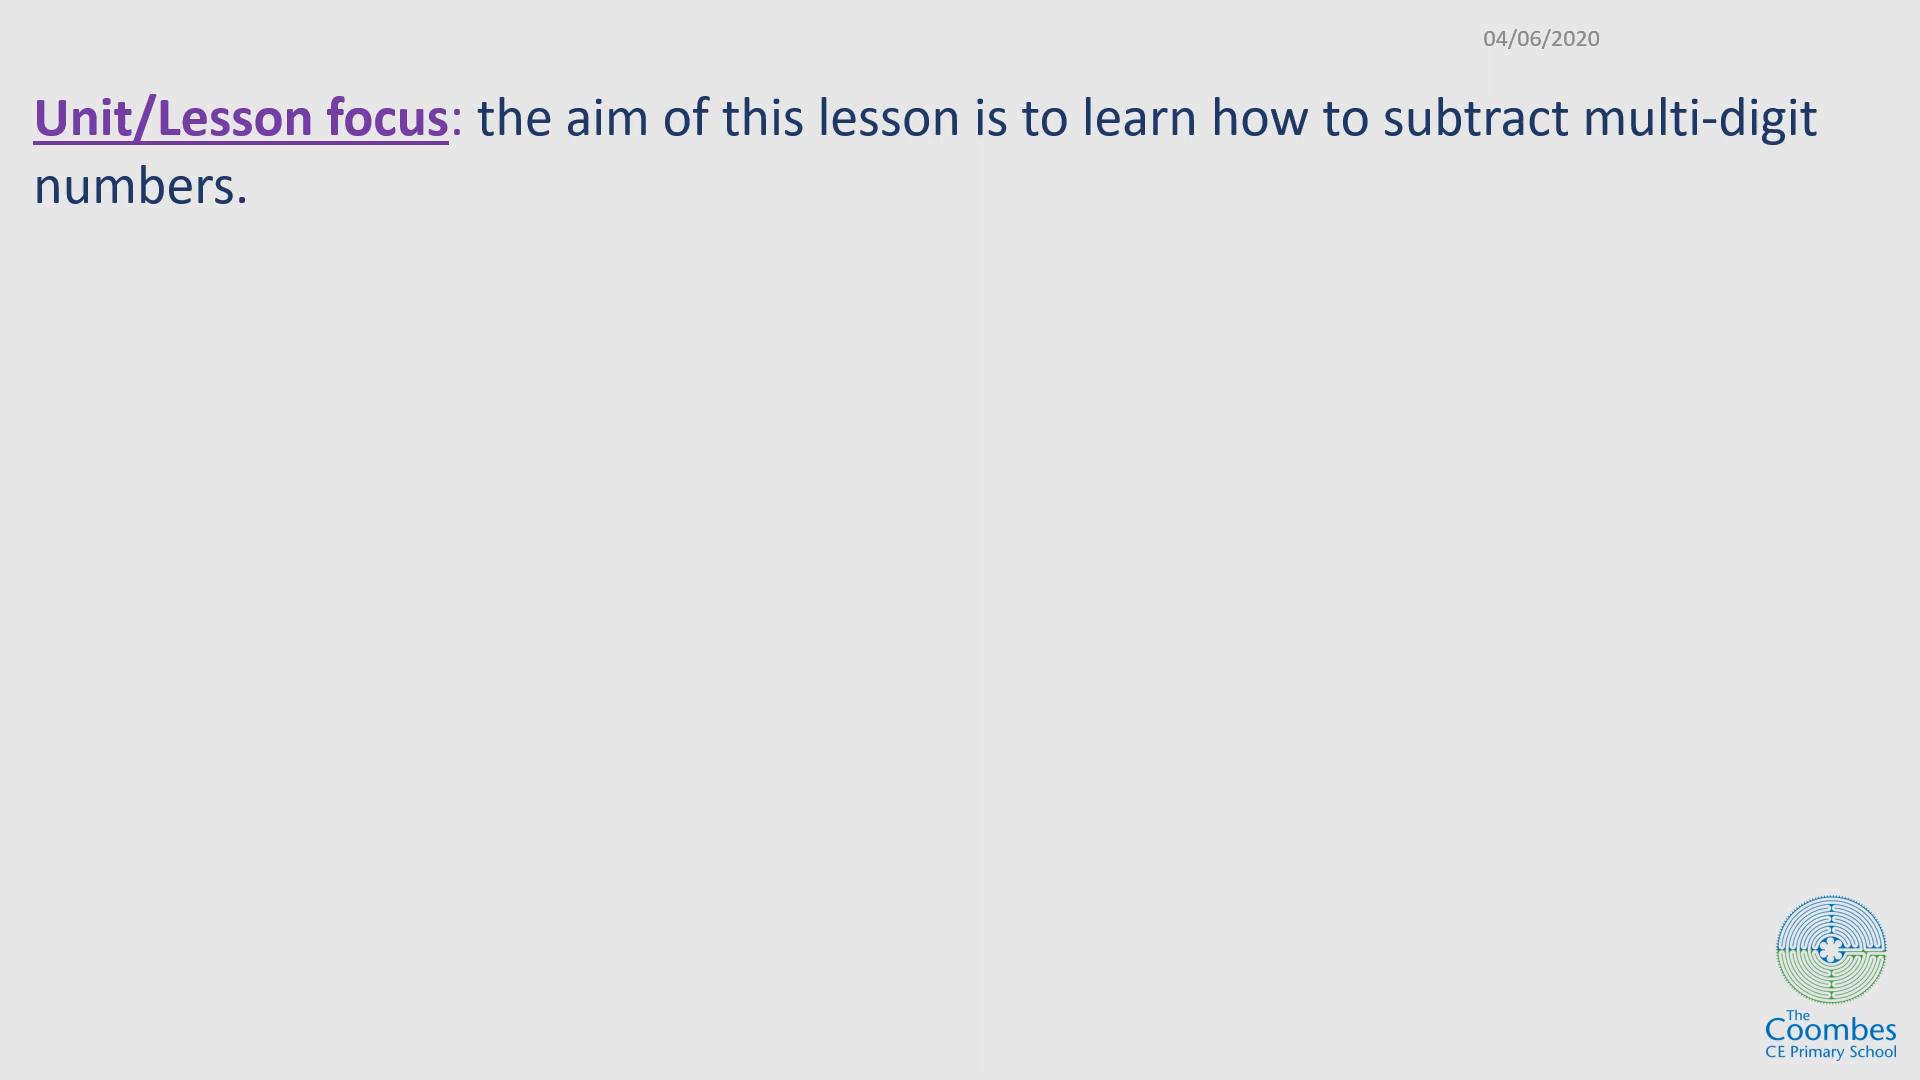 04/06/2020
Unit/Lesson focus: the aim of this lesson is to learn how to subtract multi-digit
numbers.
The
Coombes
CE Primary School